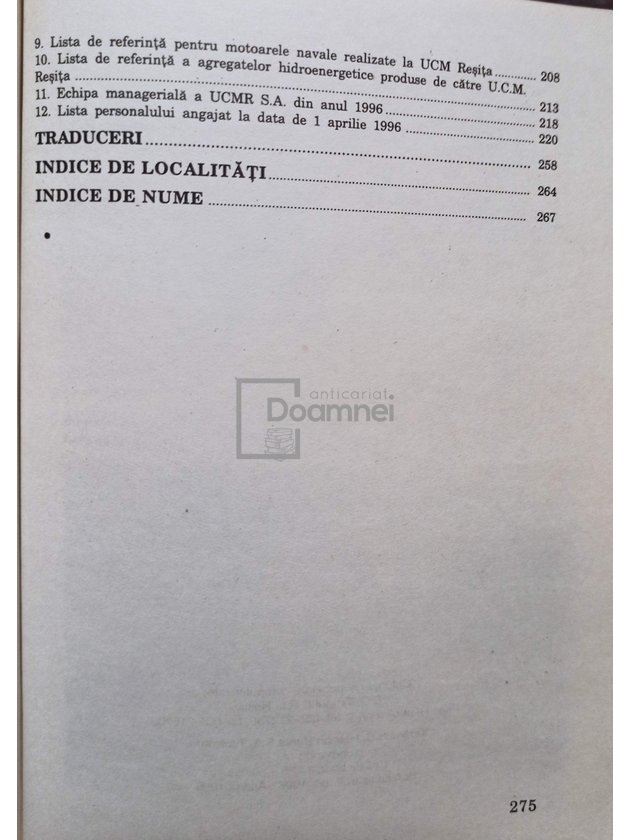 9. Lista de referință pentru motoarele navale realizate la UCM Reșița ............ 208
10. Lista de referință a agregatelor hidroenergetice produse de către U.C.M.
Reșița ............ 213
11. Echipa managerială a UCMR S.A. din anul 1996 ............ 218
12. Lista personalului angajat la data de 1 aprilie 1996 ............ 220
TRADUCERI ............ 258
INDICE DE LOCALITĂȚI ............ 264
INDICE DE NUME ............ 267
anticariat.
Doamnei
275